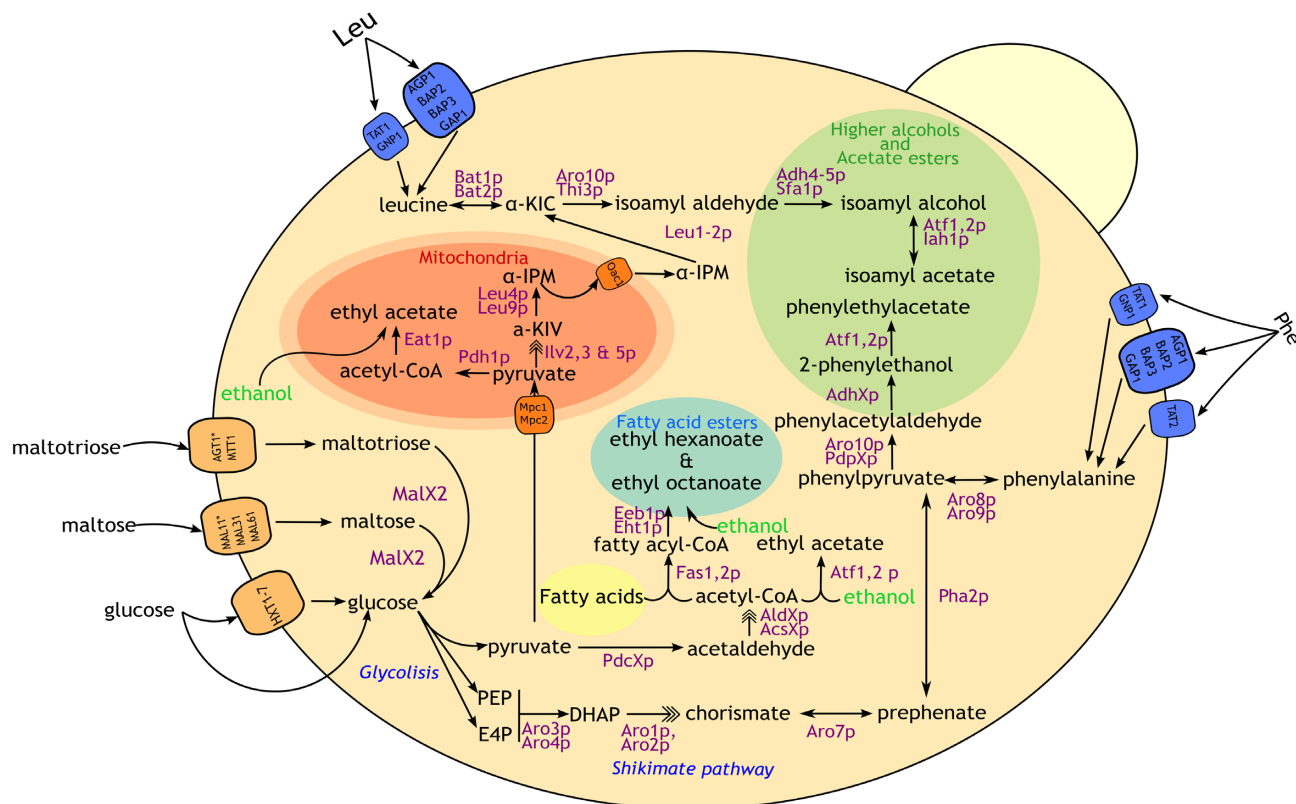 Leu
AGP1
BAP2
BAP3
GAP1
TAT1
GNP1
Higher alcohols
and
Acetate esters
Bat1p
Bat2p
Aro10p
Thi3p
Adh4-5p
Sfa1p
leucine
α-KIC
isoamyl aldehyde
isoamyl alcohol
Leu1-2p
Atf1,2p
Iah1p
Mitochondria
α-IPM
Oac1
α-IPM
isoamyl acetate
Leu4p
Leu9p
ethyl acetate
a-KIV
phenylethylacetate
TAT1
GNP1
Phe
Eat1p
Pdh1p
Ilv2,3 & 5p
Atf1,2p
AGP1
BAP2
BAP3
GAP1
acetyl-CoA
pyruvate
2-phenylethanol
ethanol
AdhXp
Mpc1
Mpc2
Fatty acid esters
phenylacetyladehyde
TAT2
maltotriose
AGT1*
MTT1
maltotriose
ethyl hexanoate
&
ethyl octanoate
Aro10p
PdpXp
phenylpyruvate
phenylalanine
MalX2
Aro8p
Aro9p
maltose
MAL11*
MAL31
MAL61
maltose
Eeb1p
Eht1p
ethanol
fatty acyl-CoA
ethyl acetate
MalX2
Fas1,2p
Atf1,2 p
glucose
HXT1-7
glucose
Fatty acids
acetyl-CoA
ethanol
Pha2p
AldXp
AcsXp
pyruvate
PdcXp
acetaldehyde
Glycolisis
PEP
E4P
DHAP
chorismate
prephenate
Aro3p
Aro4p
Aro1p,
Aro2p
Aro7p
Shikimate pathway